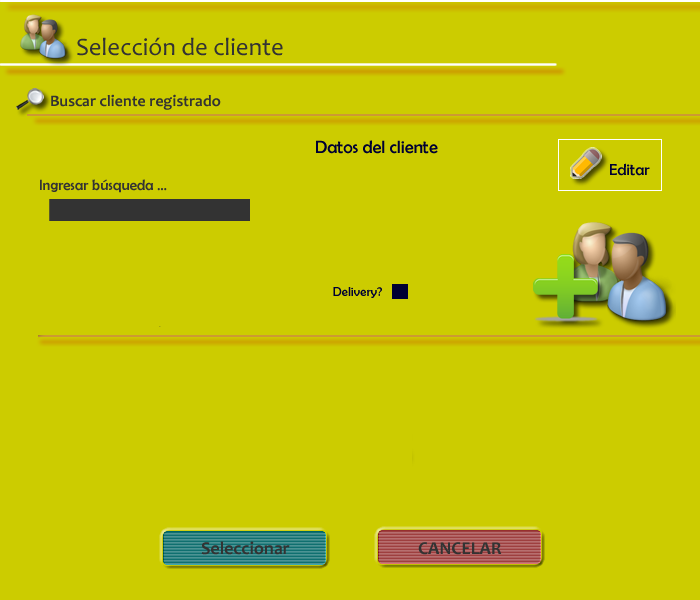 Selección de cliente
Buscar cliente registrado
Datos del cliente
Editar
Ingresar búsqueda ...
Delivery?
Seleccionar
CANCELAR